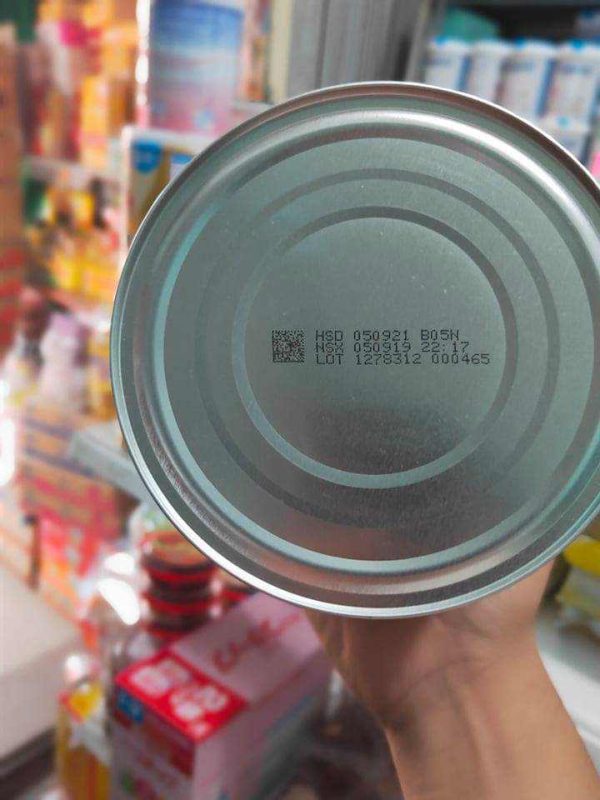 HSD 050921 B05N
NSX 050919 22:17
LOT 1278312 000465